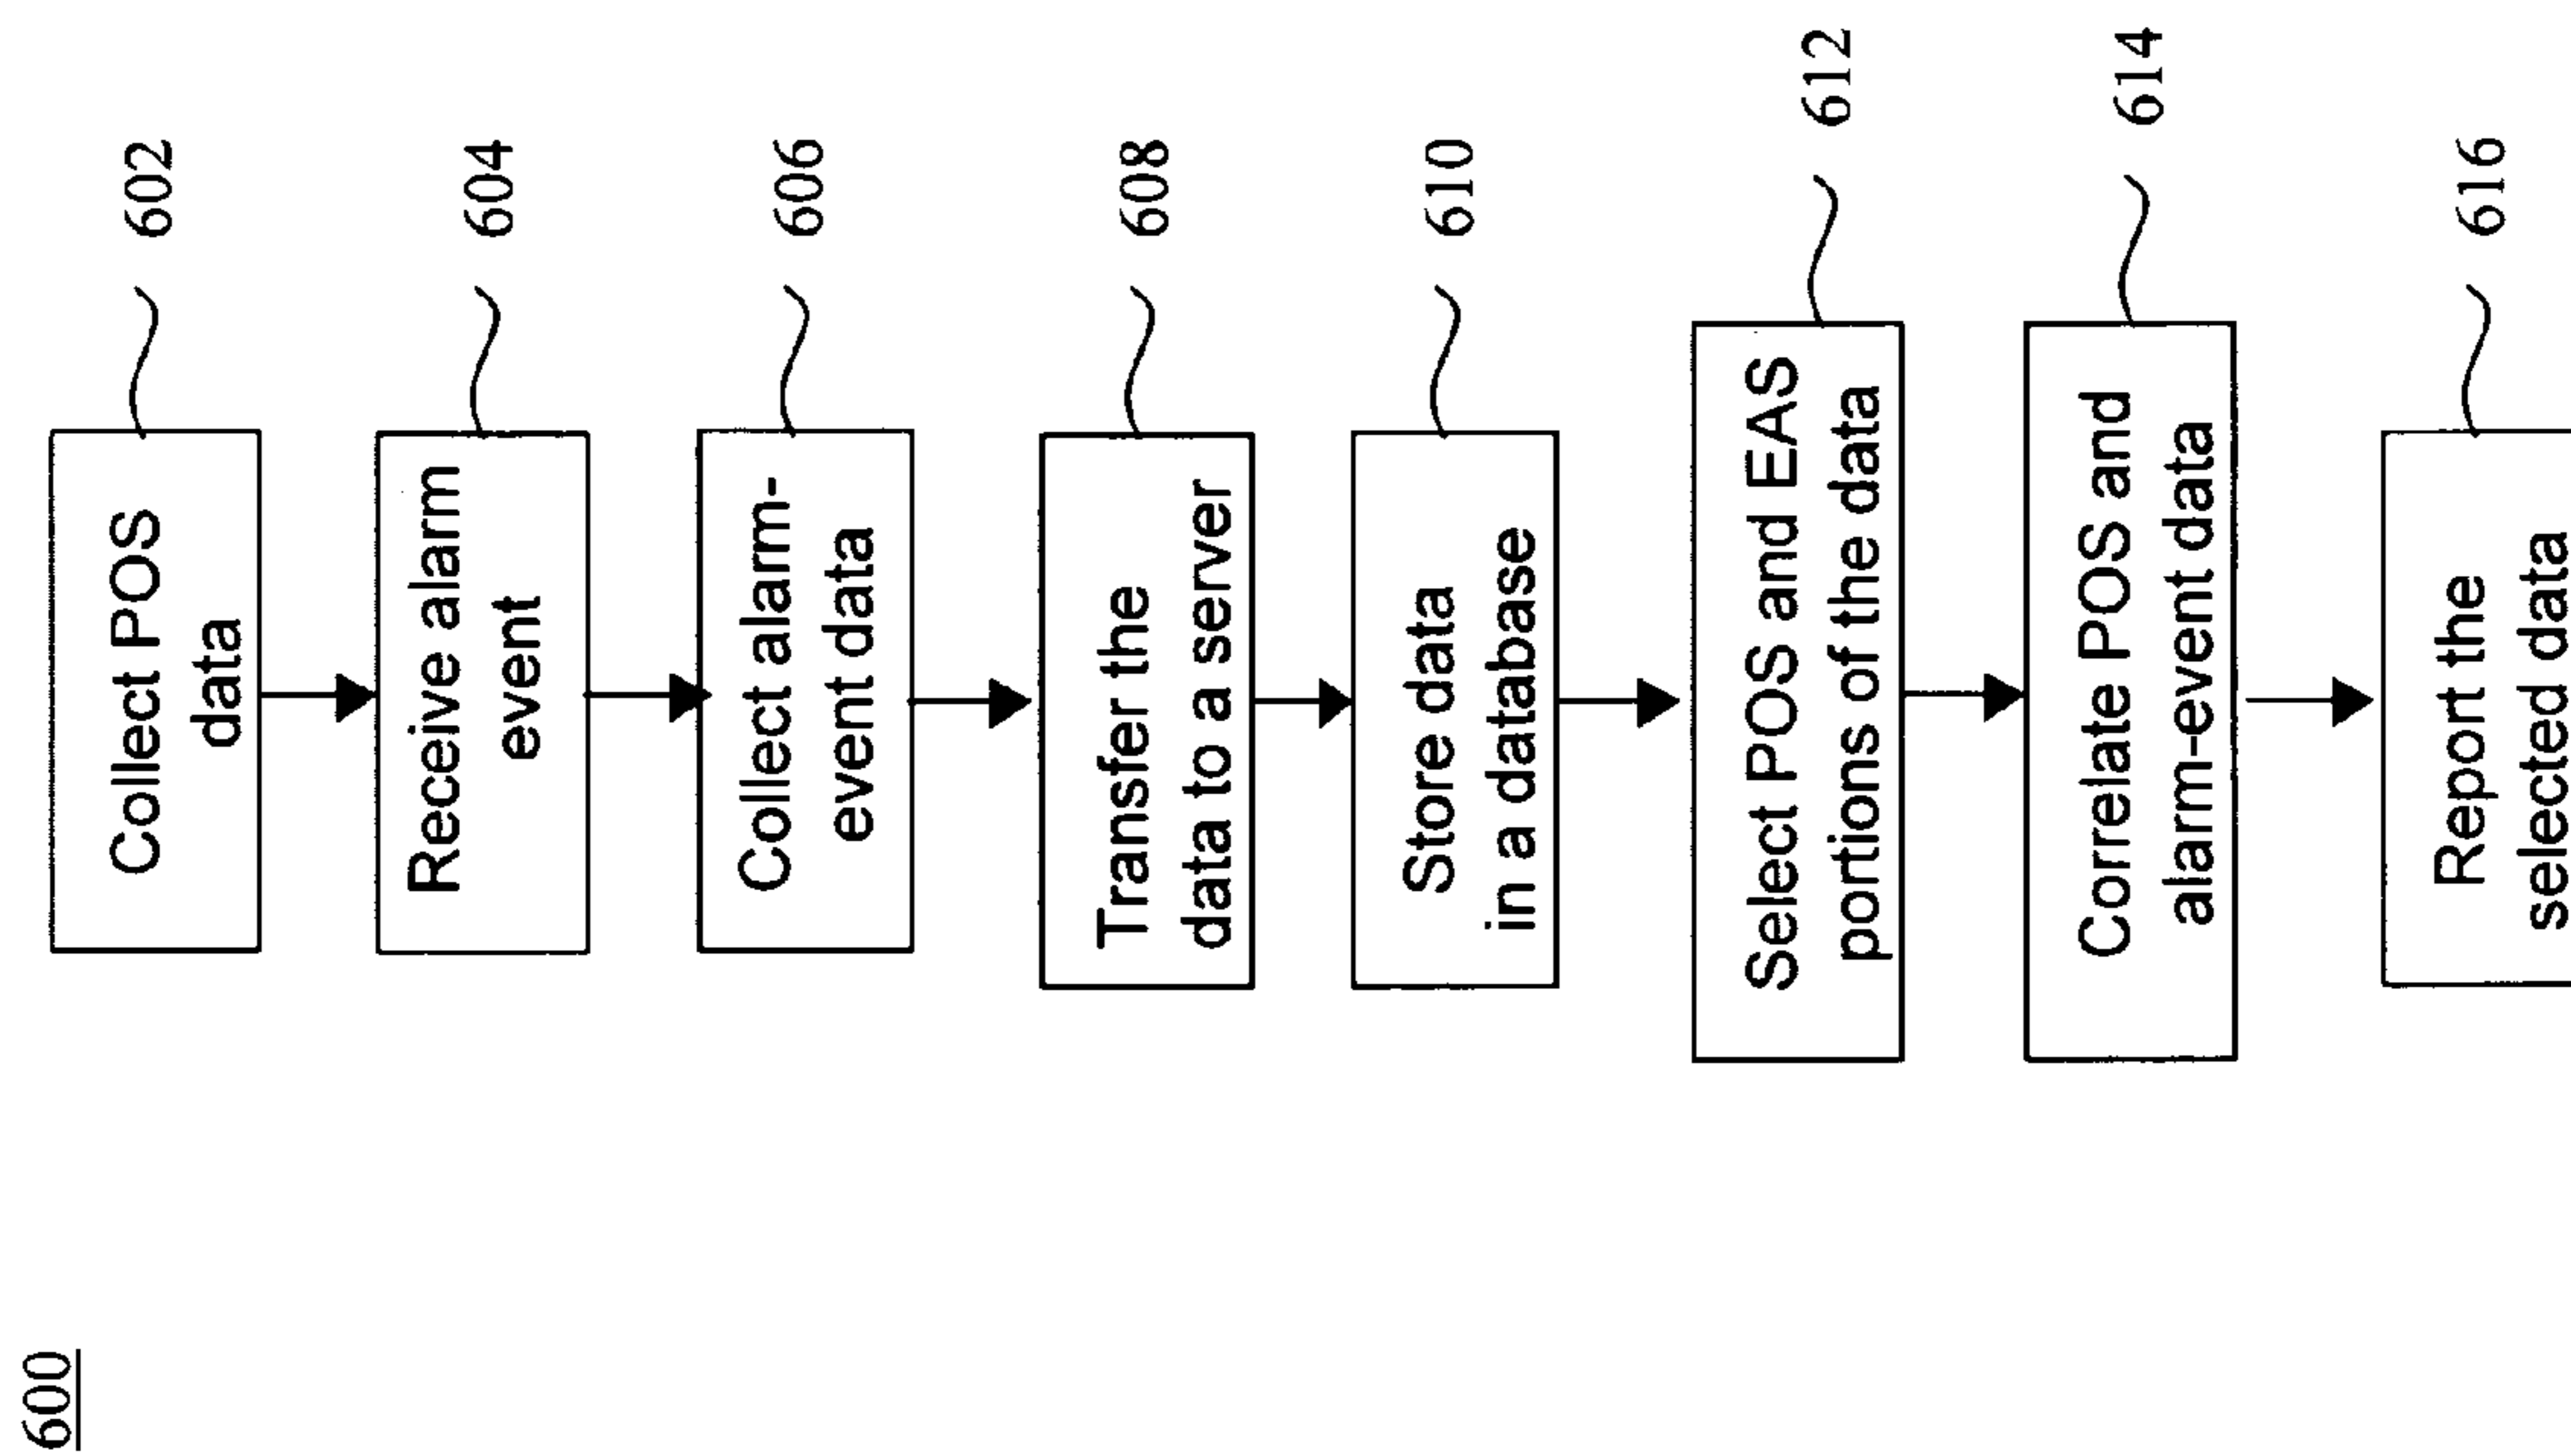 600
Collect POS
data
602
Receive alarm
event
604
Collect alarm-
event data
606
Transfer the
data to a server
608
Store data
in a database
610
Select POS and EAS
portions of the data
612
Correlate POS and
alarm-event data
614
Report the
selected data
616